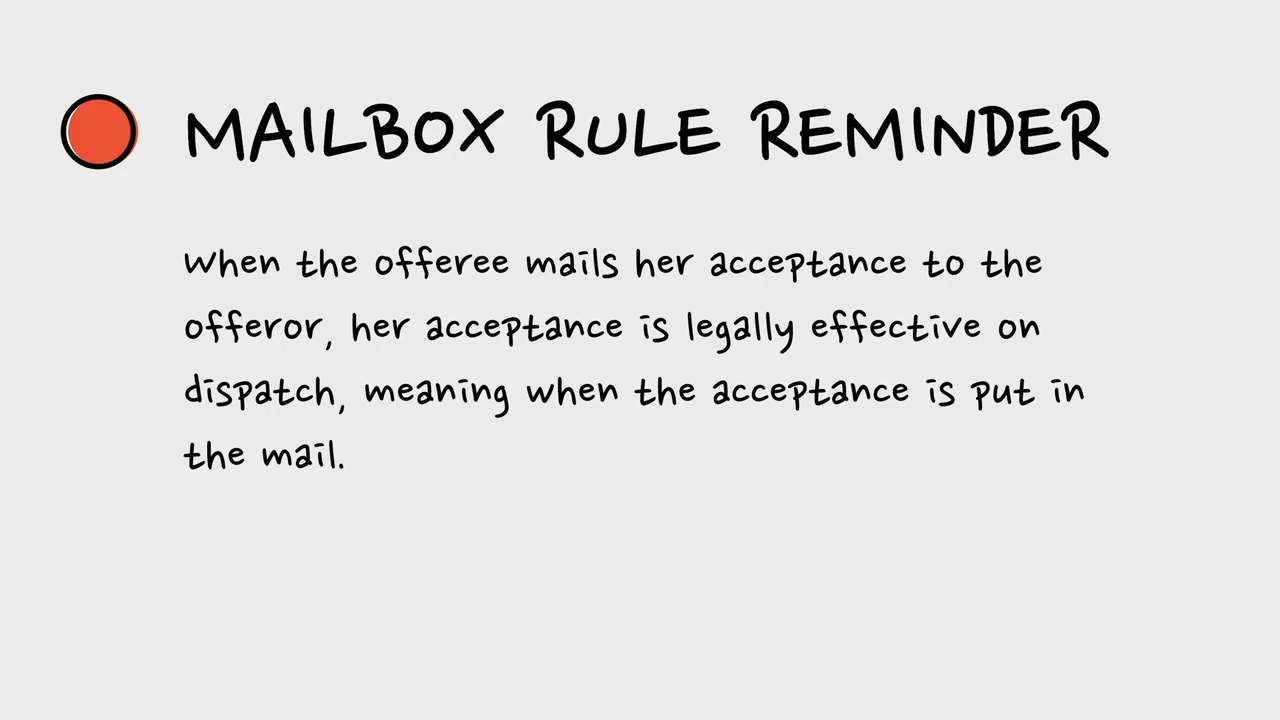 MAILBOX RULE REMINDER
When the offeree mails her acceptance to the
offeror, her acceptance is legally effective on
dispatch, meaning when the acceptance is put in
the mail.